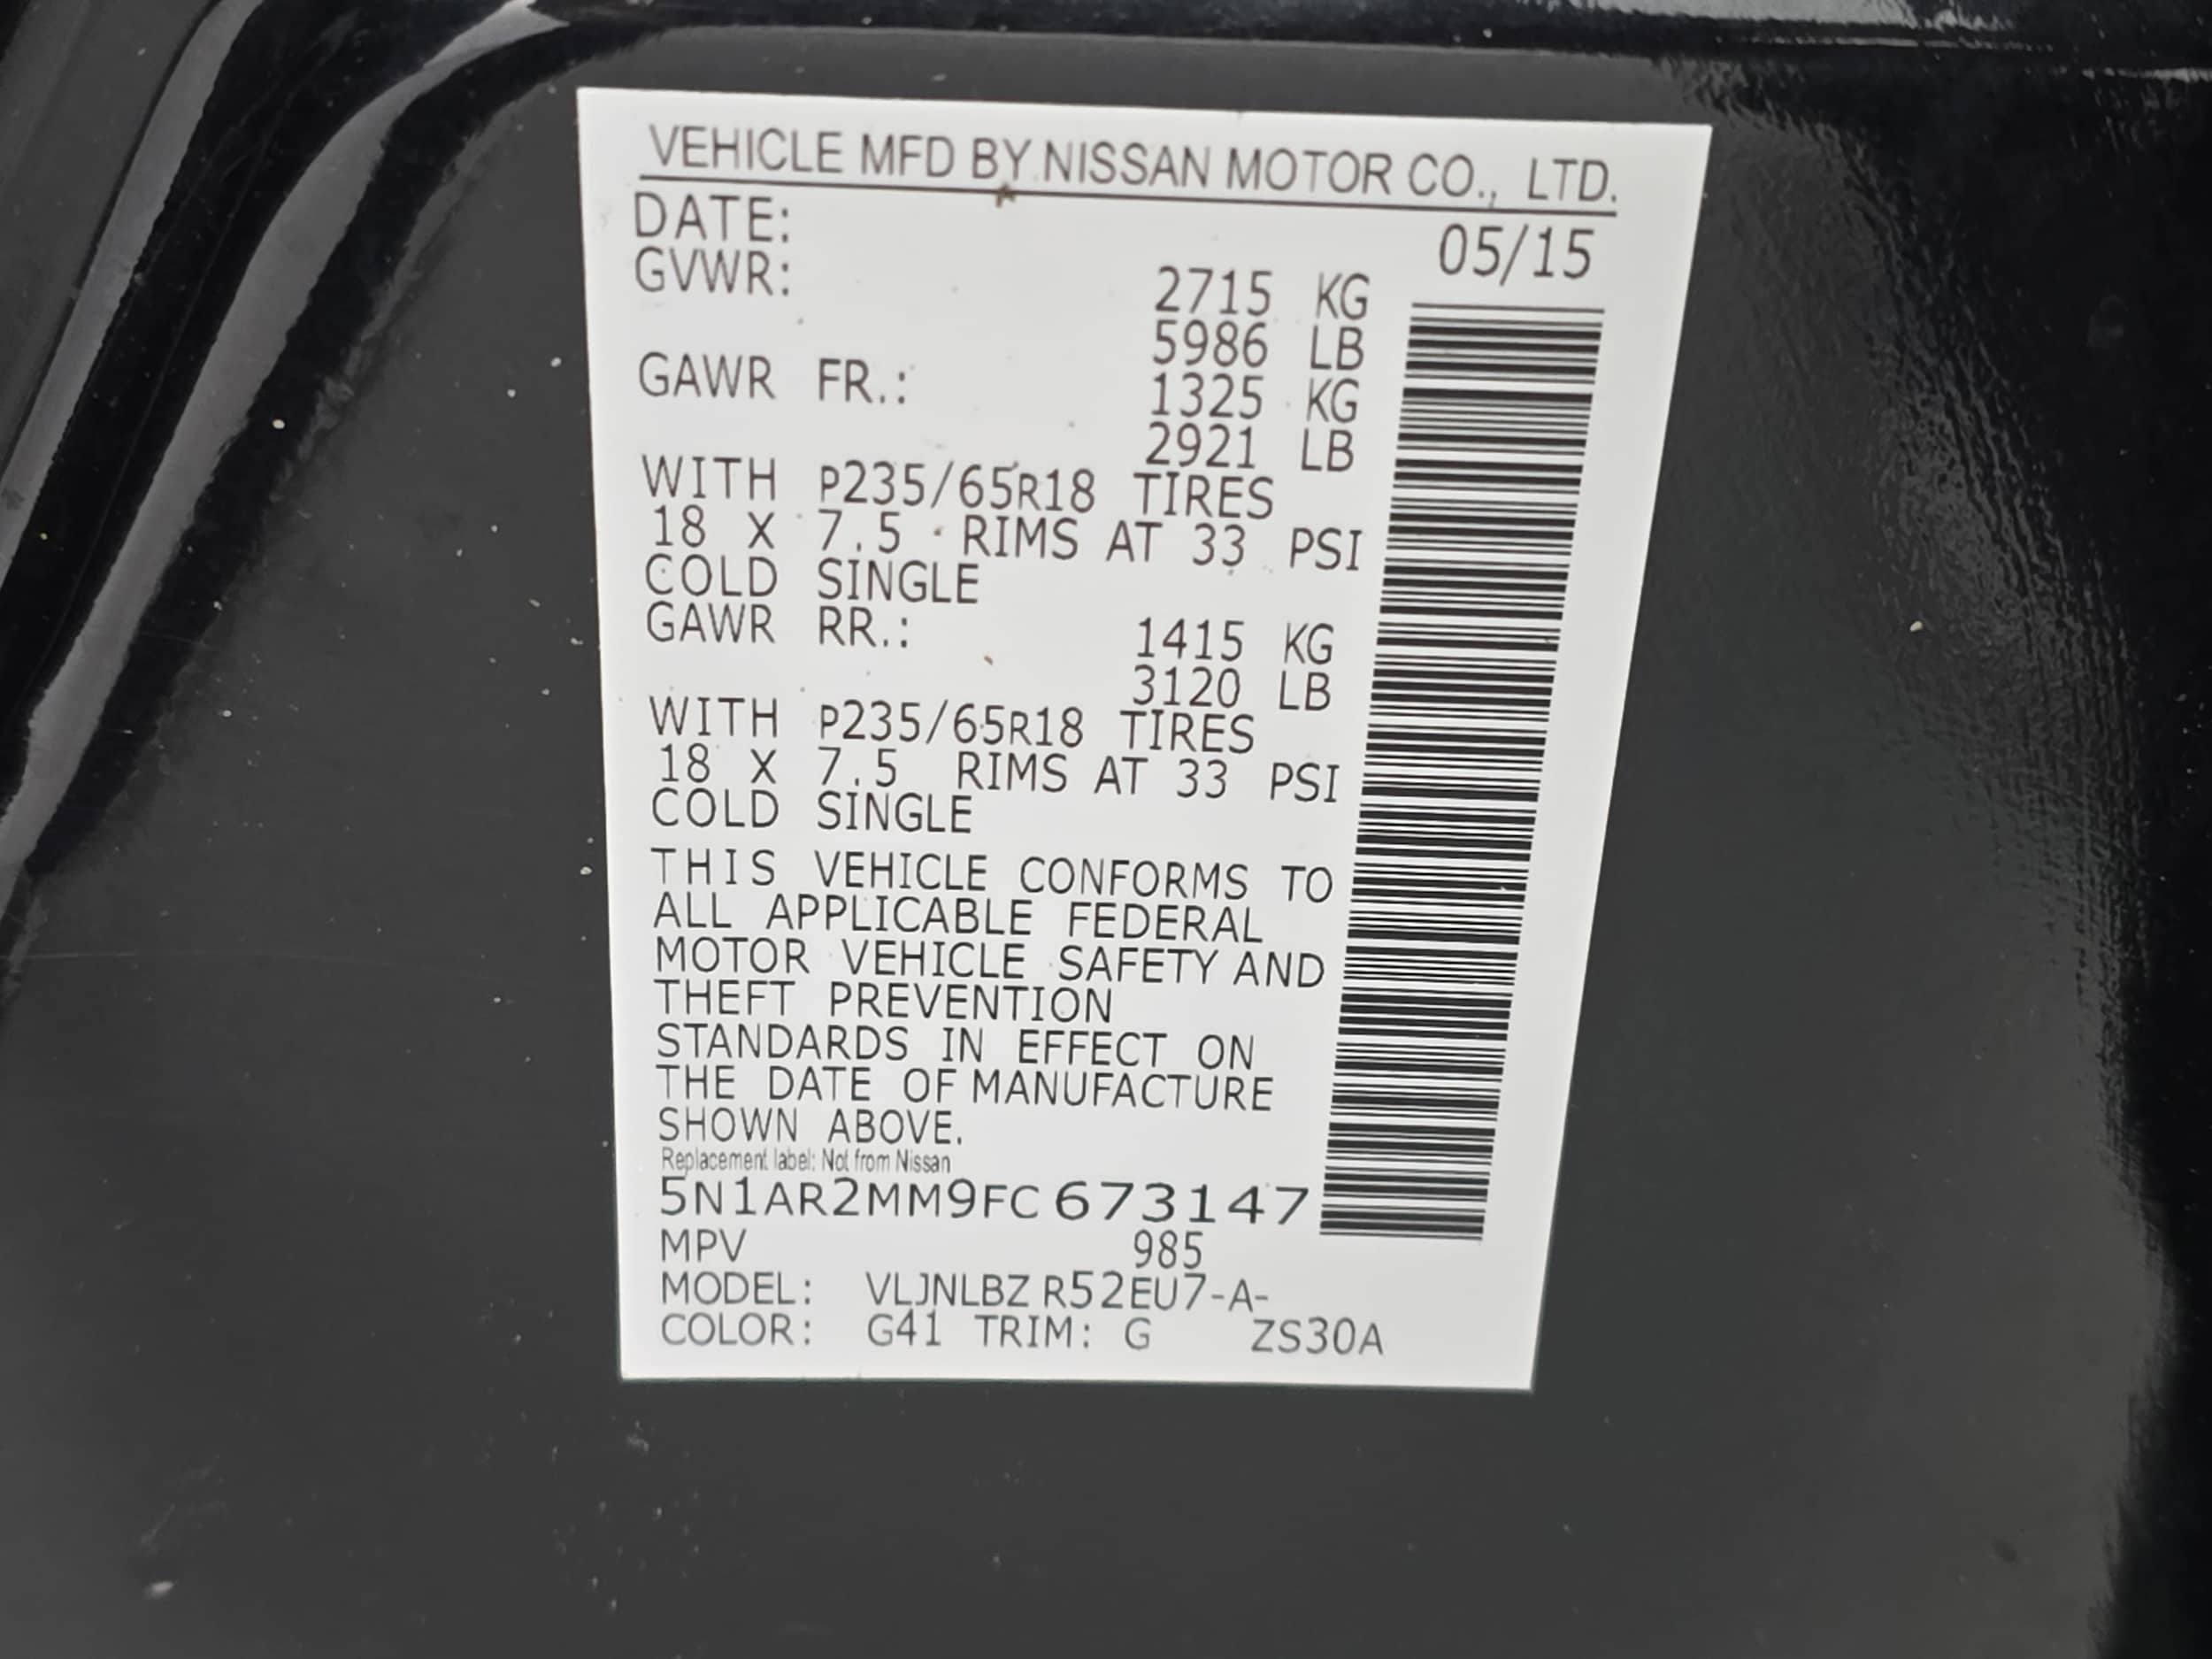 VEHICLE MFD BY NISSAN MOTOR CO., LTD.
DATE: 05/15
GVWR: 2715 KG
5986 LB
GAWR FR.: 1325 KG
2921 LB
WITH P235/65R18 TIRES
18 X 7.5 RIMS AT 33 PSI
COLD SINGLE
GAWR RR.: 1415 KG
3120 LB
WITH P235/65R18 TIRES
18 X 7.5 RIMS AT 33 PSI
COLD SINGLE
THIS VEHICLE CONFORMS TO
ALL APPLICABLE FEDERAL
MOTOR VEHICLE SAFETY AND
THEFT PREVENTION
STANDARDS IN EFFECT ON
THE DATE OF MANUFACTURE
SHOWN ABOVE.
Replacement label: Not from Nissan
5N1AR2MM9FC673147
MPV 985
MODEL: VLJNLBZ R52EU7-A-
COLOR: G41 TRIM: G ZS30A